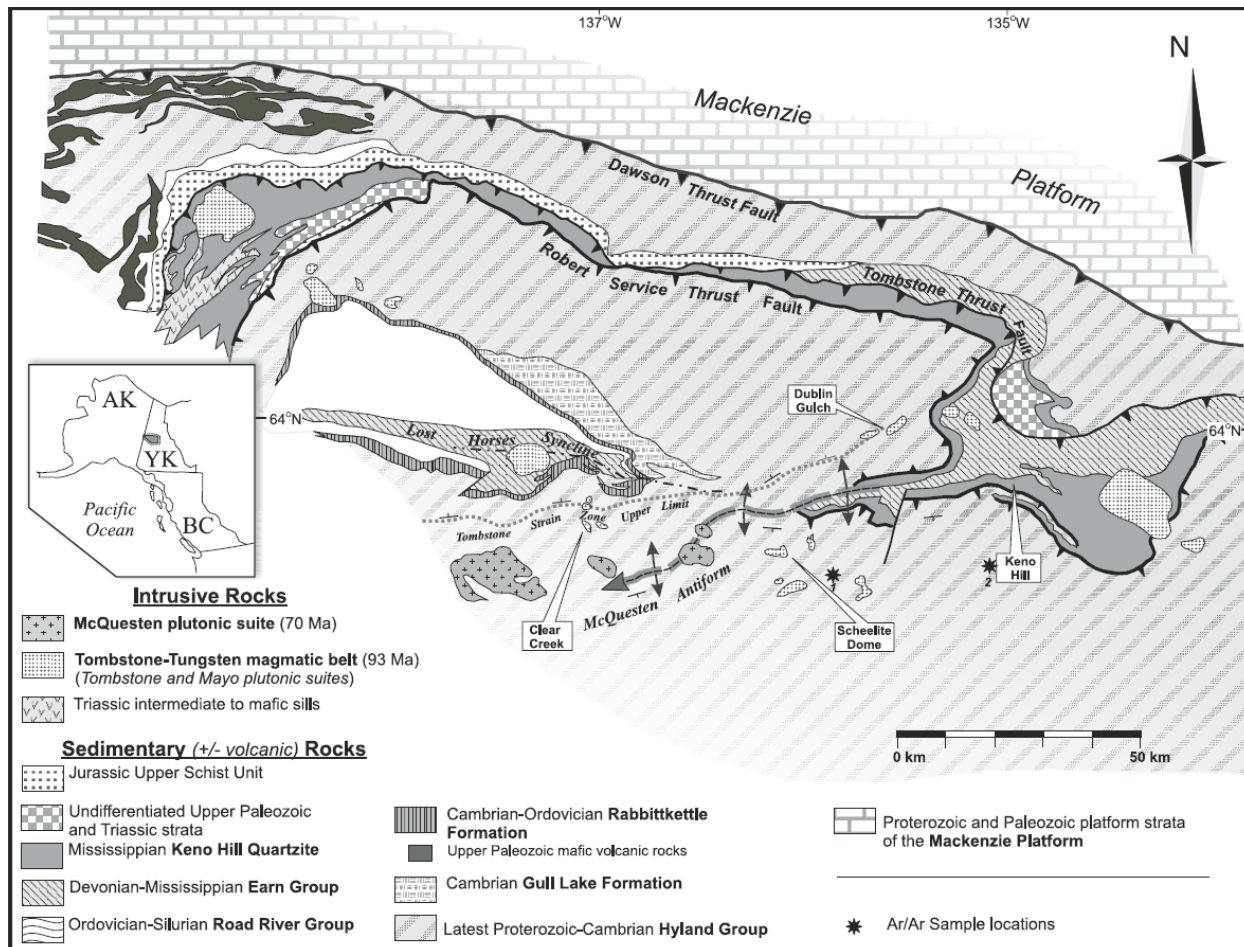 137°W
135°W
N
Mackenzie
Platform
Dawson Thrust Fault
Tombstone Thrust Fault
Robert Service Thrust Fault
AK
YK
BC
Pacific
Ocean
64°N
64°N
Dublin
Gulch
Lost Horses Syncline
Tombstone Strain Zone Upper Limit
McQuesten Antiform
Clear
Creek
Scheelite
Dome
Keno
Hill
1
2
0 km
50 km
Intrusive Rocks
McQuesten plutonic suite (70 Ma)
Tombstone-Tungsten magmatic belt (93 Ma)
(Tombstone and Mayo plutonic suites)
Triassic intermediate to mafic sills
Sedimentary (+/- volcanic) Rocks
Jurassic Upper Schist Unit
Undifferentiated Upper Paleozoic
and Triassic strata
Mississippian Keno Hill Quartzite
Devonian-Mississippian Earn Group
Ordovician-Silurian Road River Group
Cambrian-Ordovician Rabbittkettle
Formation
Upper Paleozoic mafic volcanic rocks
Cambrian Gull Lake Formation
Latest Proterozoic-Cambrian Hyland Group
Proterozoic and Paleozoic platform strata
of the Mackenzie Platform
Ar/Ar Sample locations